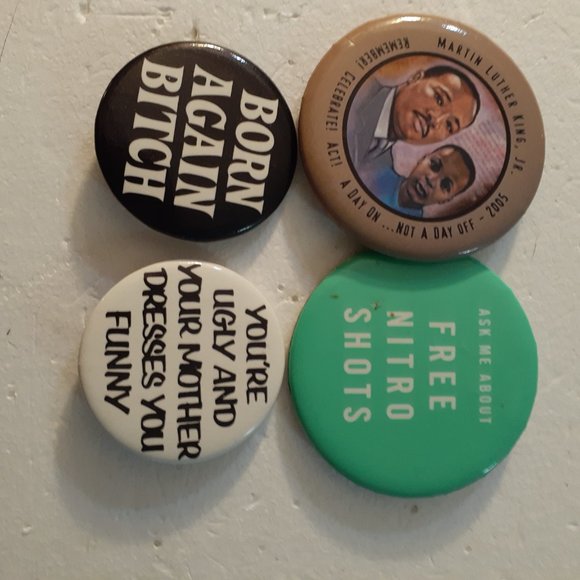 MARTIN LUTHER KING, JR.
REMEMBER! CELEBRATE! ACT! A DAY ON ...NOT A DAY OFF - 2005
ASK ME ABOUT
FREE
NITRO
SHOTS
BORN
AGAIN
BITCH
YOU'RE
UGLY AND
YOUR MOTHER
DRESSES YOU
FUNNY